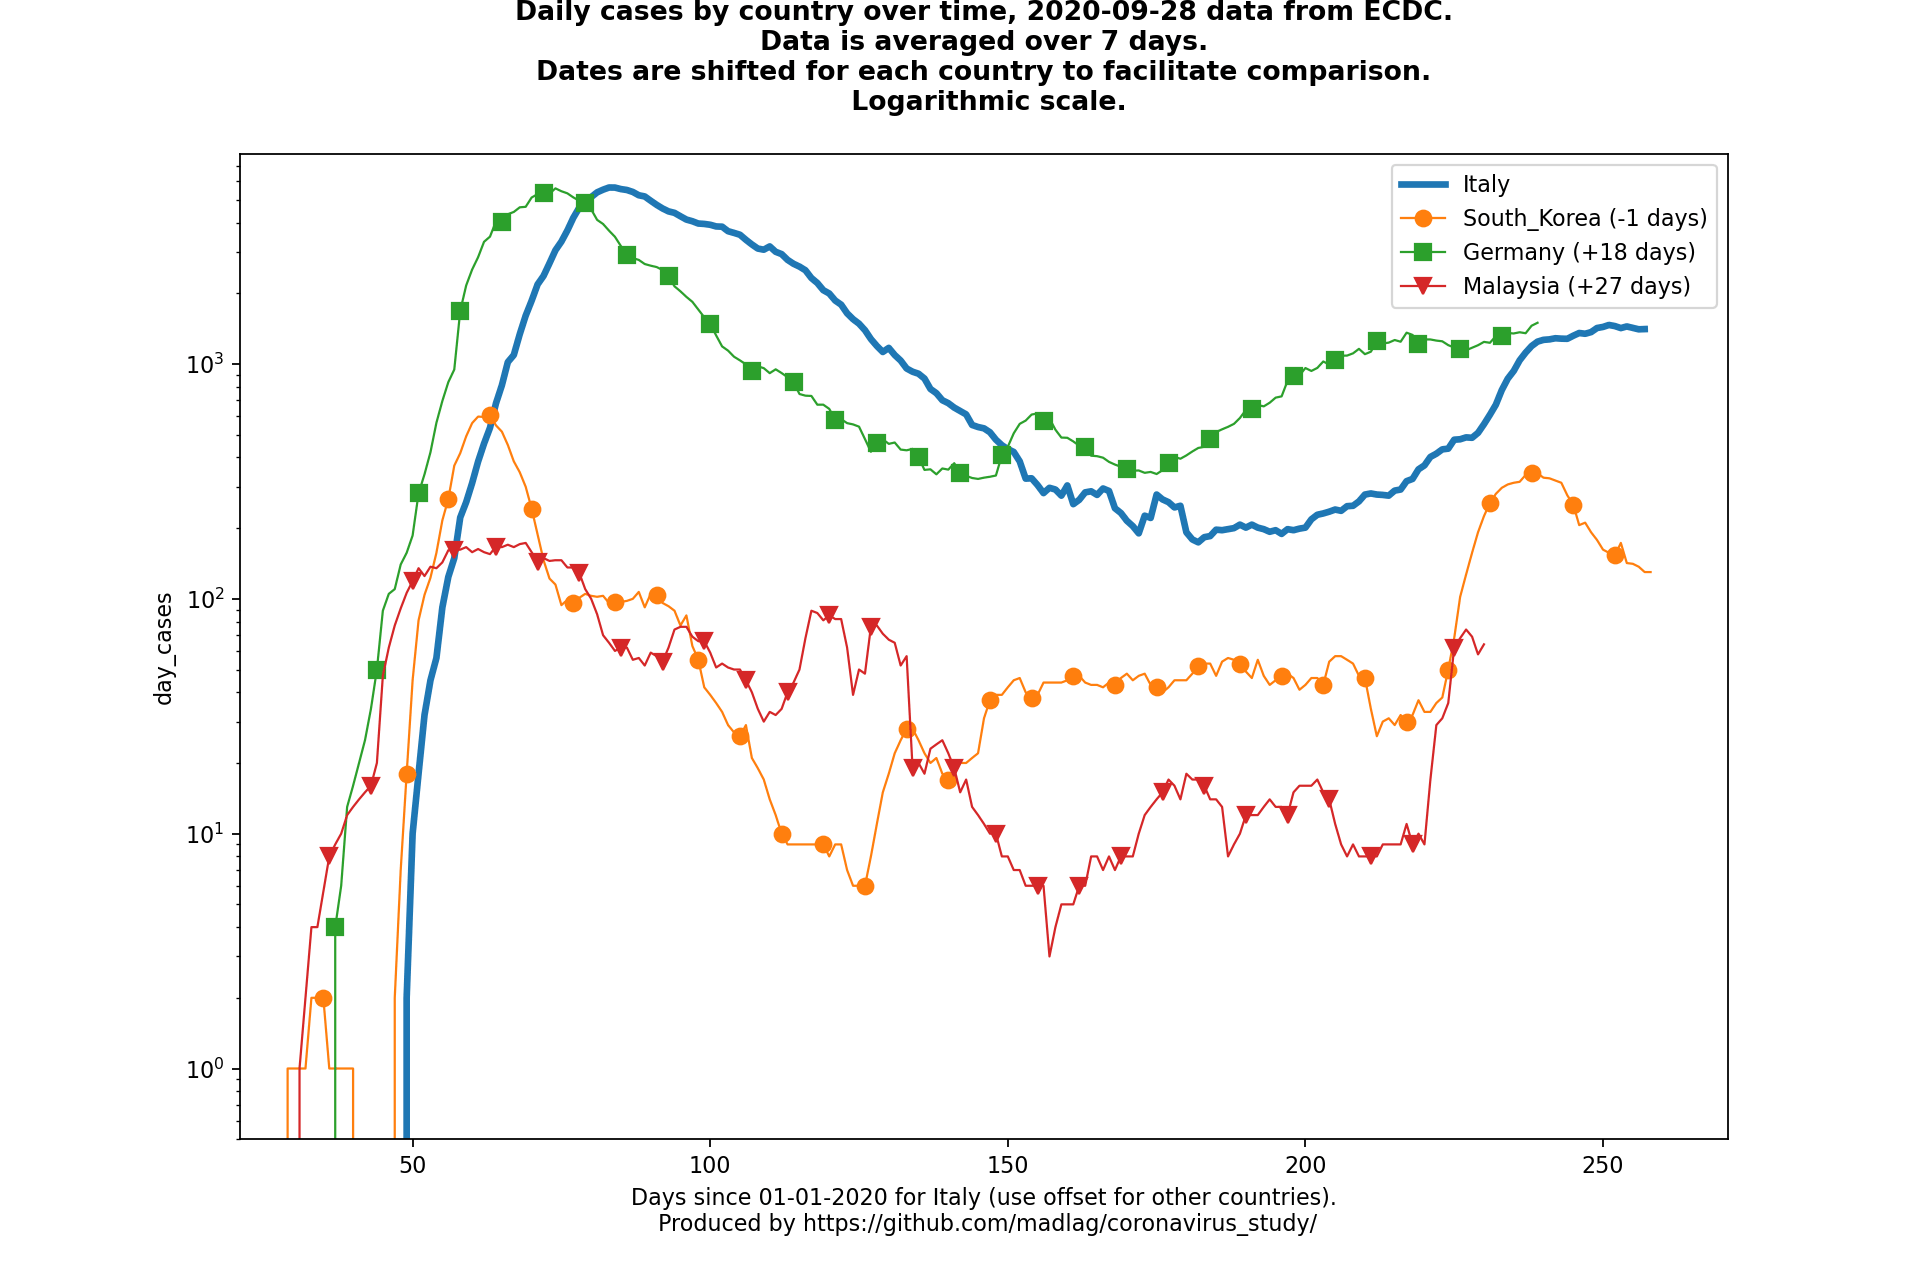 Daily cases by country over time, 2020-09-28 data from ECDC.
Data is averaged over 7 days.
Dates are shifted for each country to facilitate comparison.
Logarithmic scale.
Italy
South_Korea (-1 days)
Germany (+18 days)
Malaysia (+27 days)
day_cases
10³
10²
10¹
10⁰
50 100 150 200 250
Days since 01-01-2020 for Italy (use offset for other countries).
Produced by https://github.com/madlag/coronavirus_study/